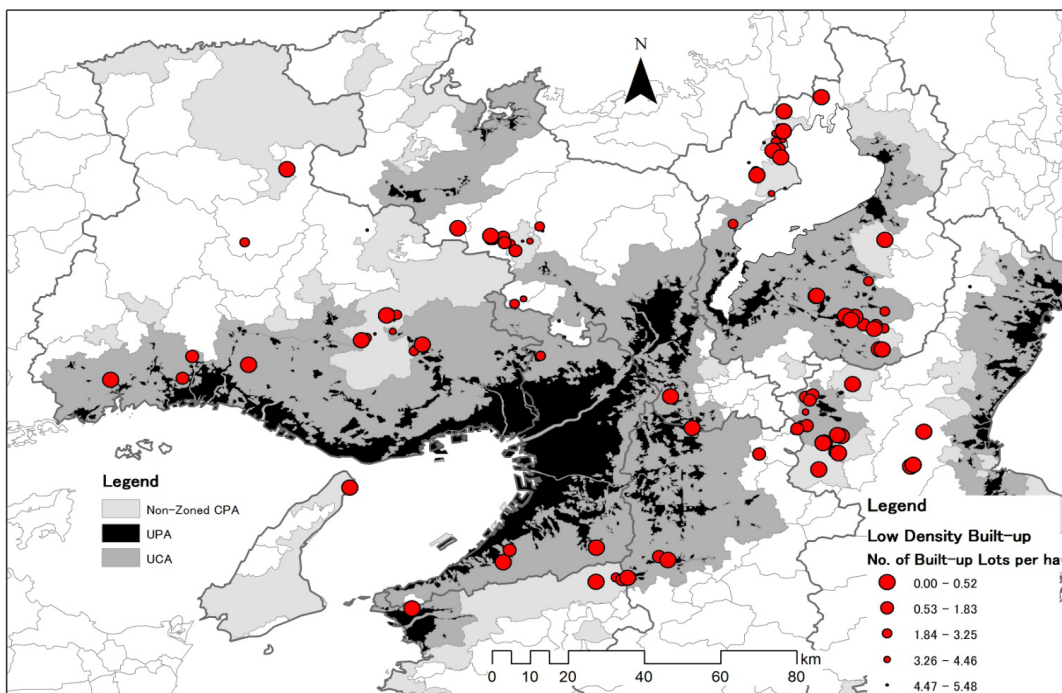 N
Legend
Non-Zoned CPA
UPA
UCA
Legend
Low Density Built-up
No. of Built-up Lots per ha
0.00 - 0.52
0.53 - 1.83
1.84 - 3.25
3.26 - 4.46
4.47 - 5.48
km
0 10 20 40 60 80